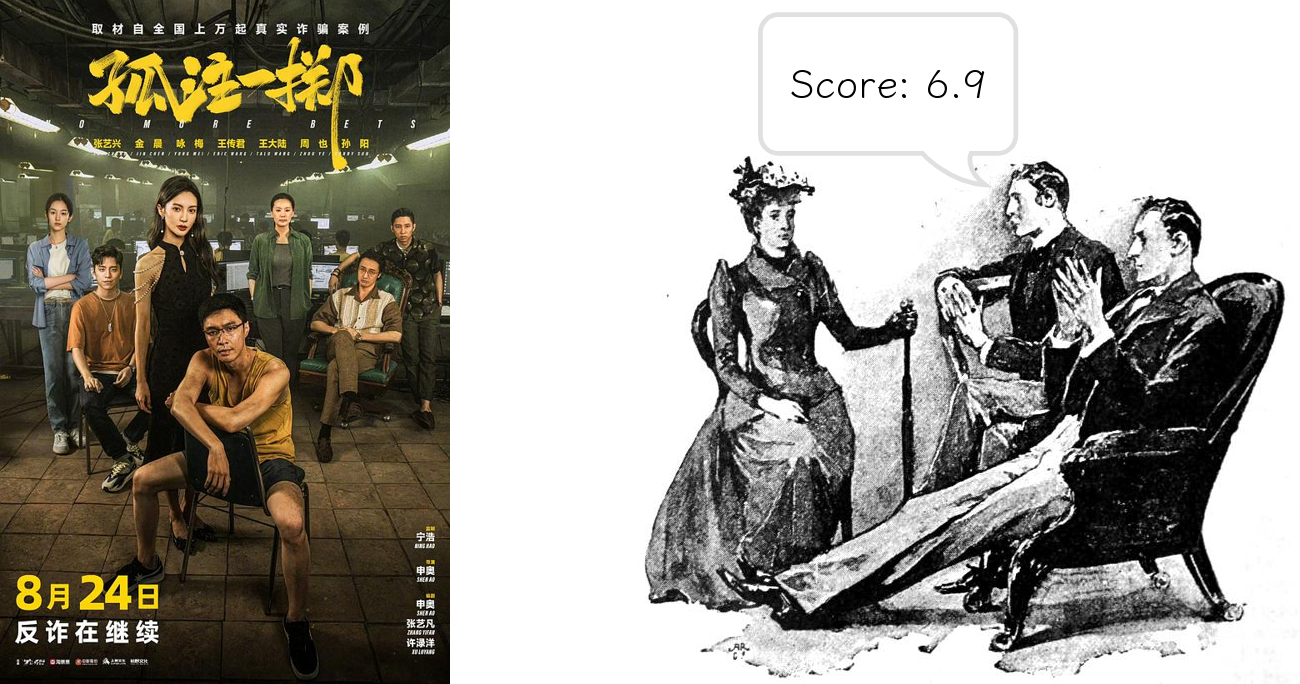 取材自全国上万起真实诈骗案例
孤注一掷
NO MORE BETS
张艺兴 金晨 咏梅 王传君 王大陆 周也 孙阳
8月24日
反诈在继续
监制
宁浩
NING HAO
导演
申奥
SHEN AO
编剧
申奥
SHEN AO
张艺凡
ZHANG YIFAN
许渌洋
XU LUYANG
Score: 6.9